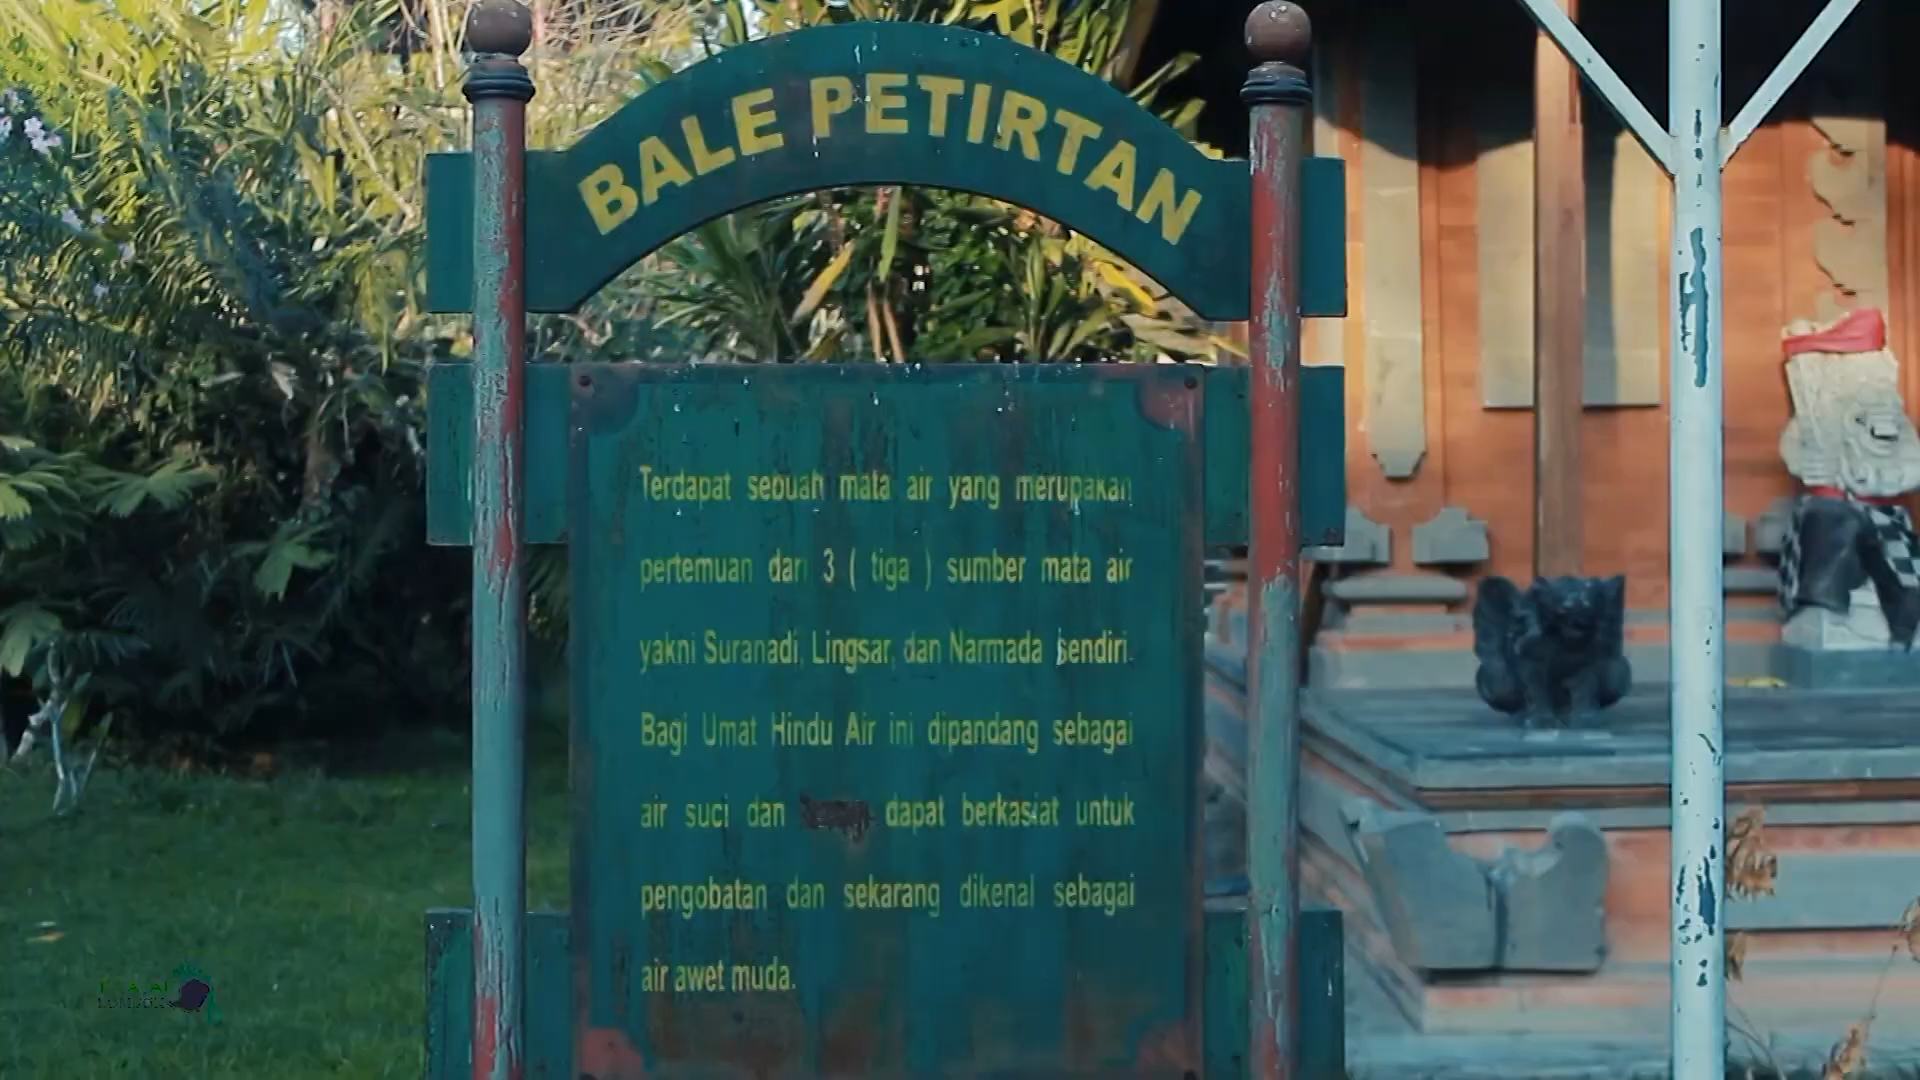 BALE PETIRTAN
Terdapat sebuah mata air yang merupakan
pertemuan dari 3 ( tiga ) sumber mata air
yakni Suranadi, Lingsar, dan Narmada sendiri.
Bagi Umat Hindu Air ini dipandang sebagai
air suci dan dapat berkasiat untuk
pengobatan dan sekarang dikenal sebagai
air awet muda.